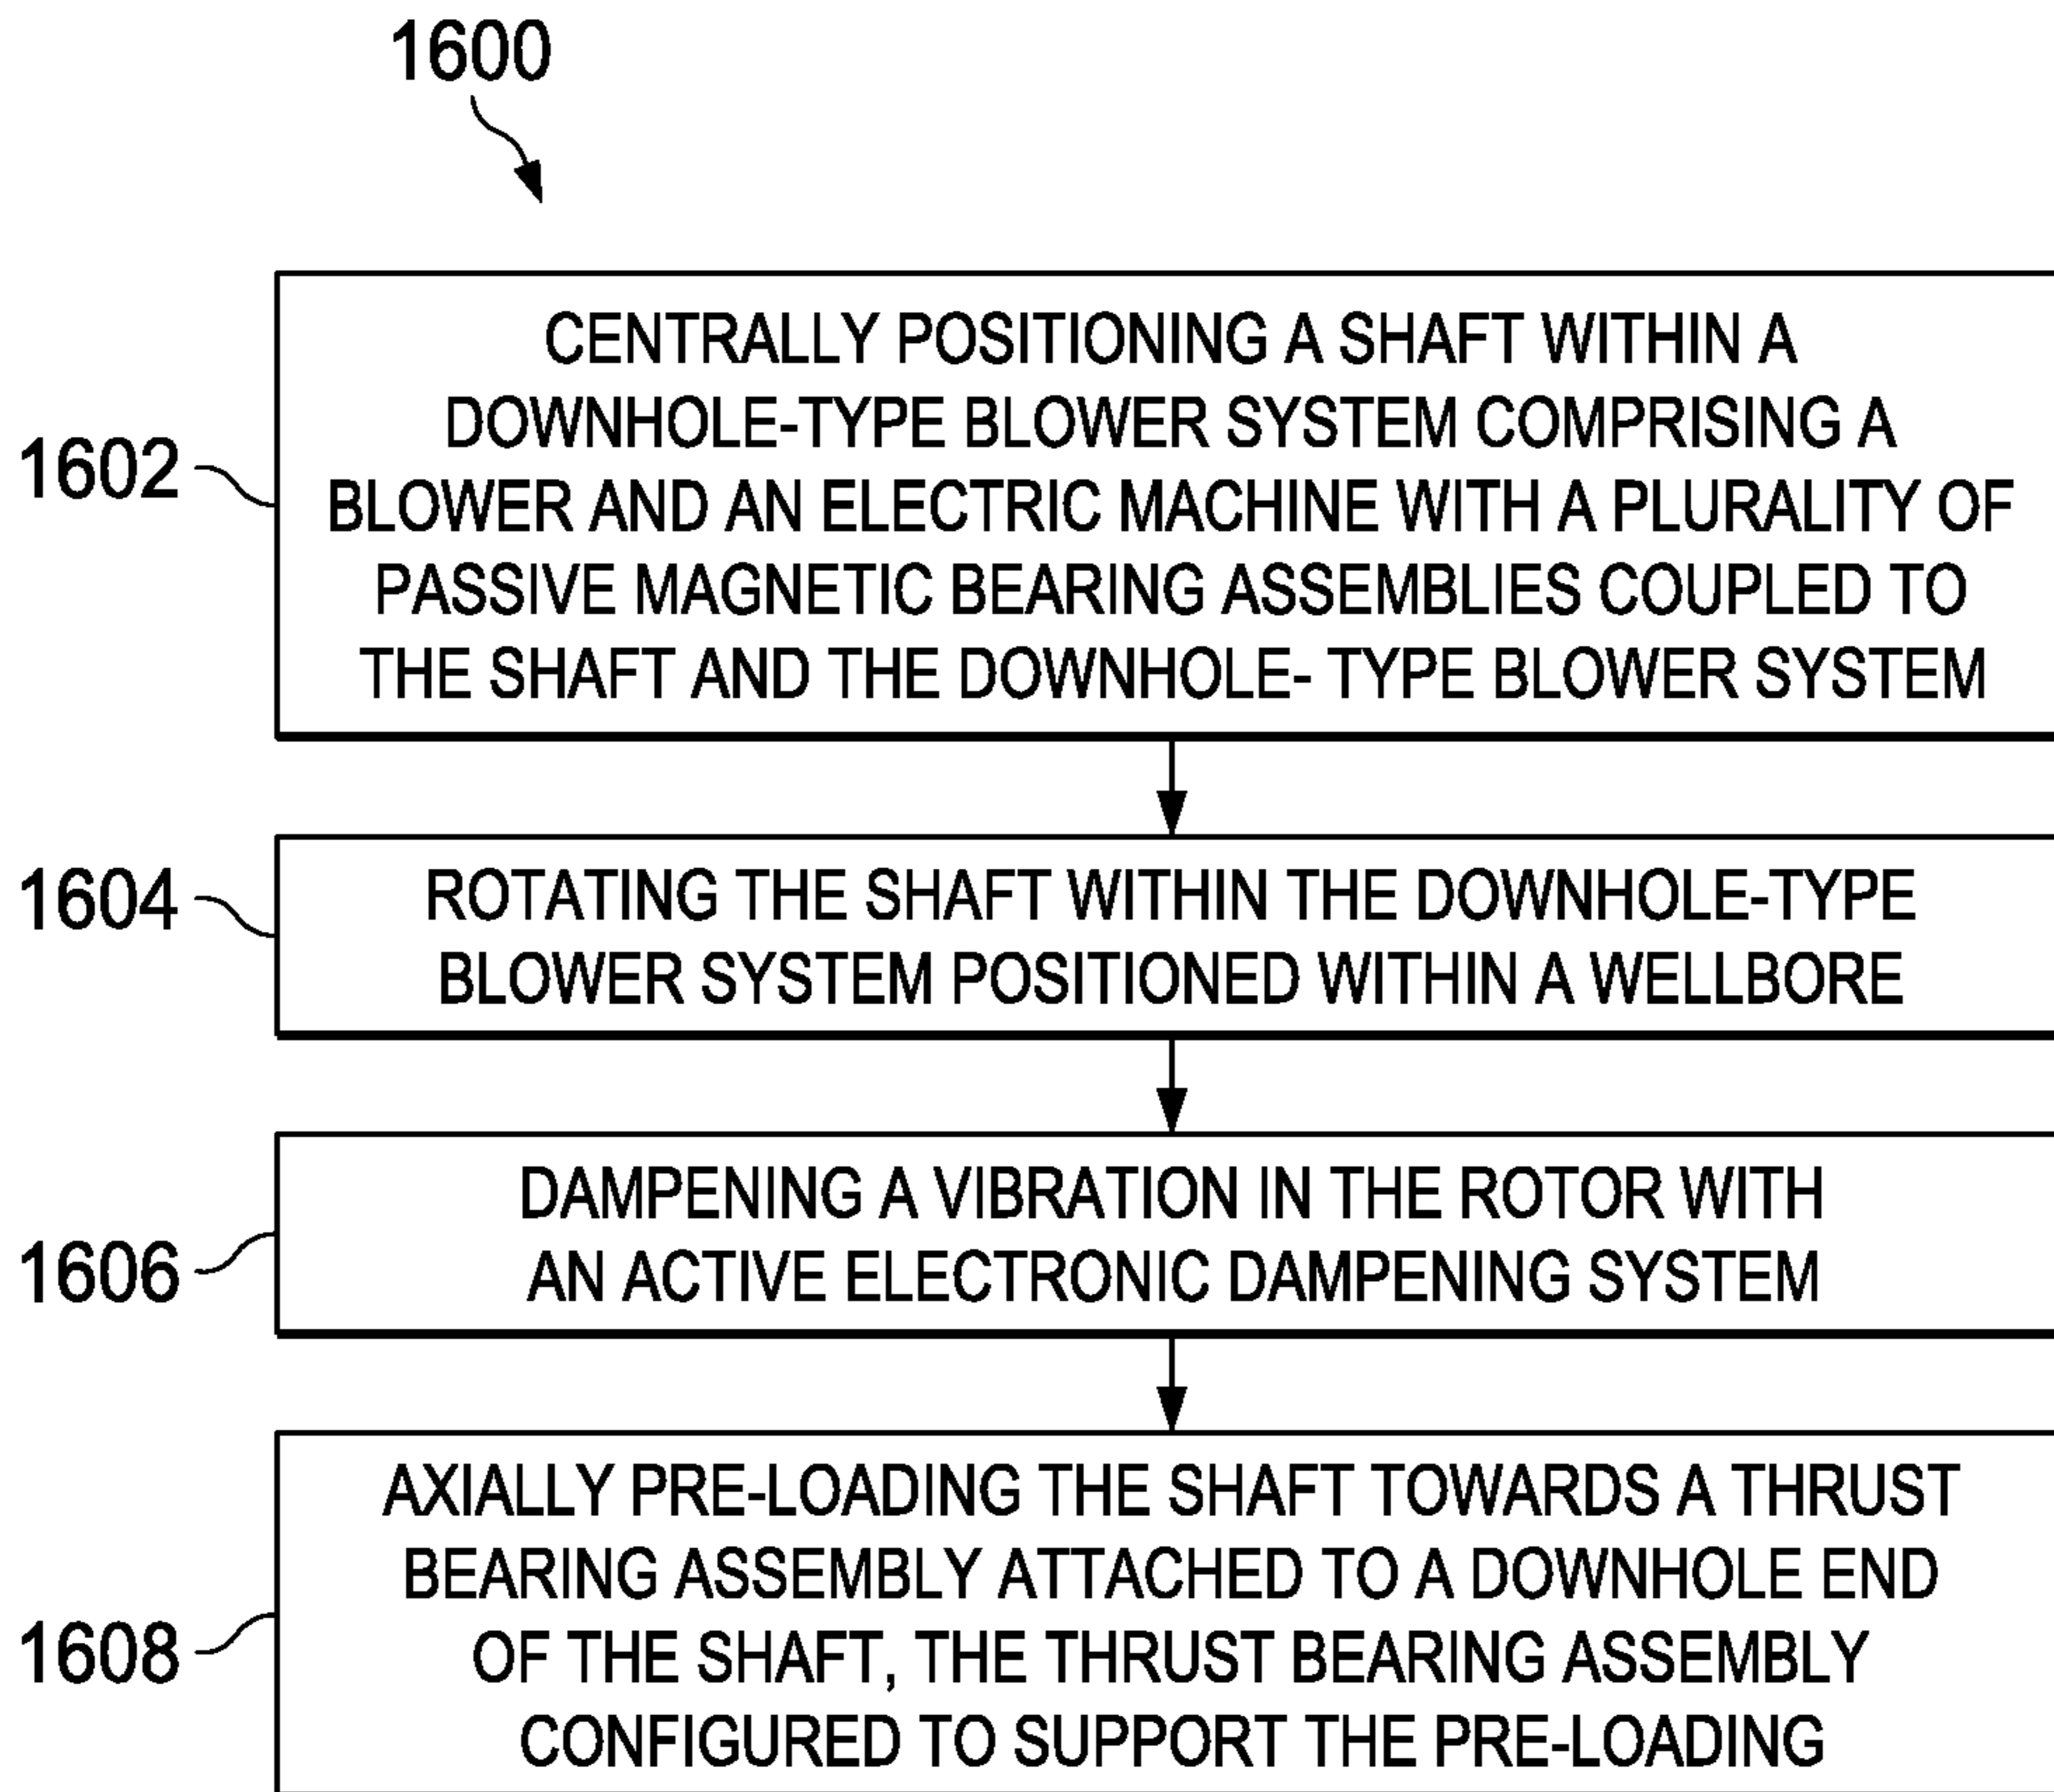 1600
CENTRALLY POSITIONING A SHAFT WITHIN A
DOWNHOLE-TYPE BLOWER SYSTEM COMPRISING A
1602
BLOWER AND AN ELECTRIC MACHINE WITH A PLURALITY OF
PASSIVE MAGNETIC BEARING ASSEMBLIES COUPLED TO
THE SHAFT AND THE DOWNHOLE- TYPE BLOWER SYSTEM
1604
ROTATING THE SHAFT WITHIN THE DOWNHOLE-TYPE
BLOWER SYSTEM POSITIONED WITHIN A WELLBORE
DAMPENING A VIBRATION IN THE ROTOR WITH
1606
AN ACTIVE ELECTRONIC DAMPENING SYSTEM
AXIALLY PRE-LOADING THE SHAFT TOWARDS A THRUST
BEARING ASSEMBLY ATTACHED TO A DOWNHOLE END
1608
OF THE SHAFT, THE THRUST BEARING ASSEMBLY
CONFIGURED TO SUPPORT THE PRE-LOADING